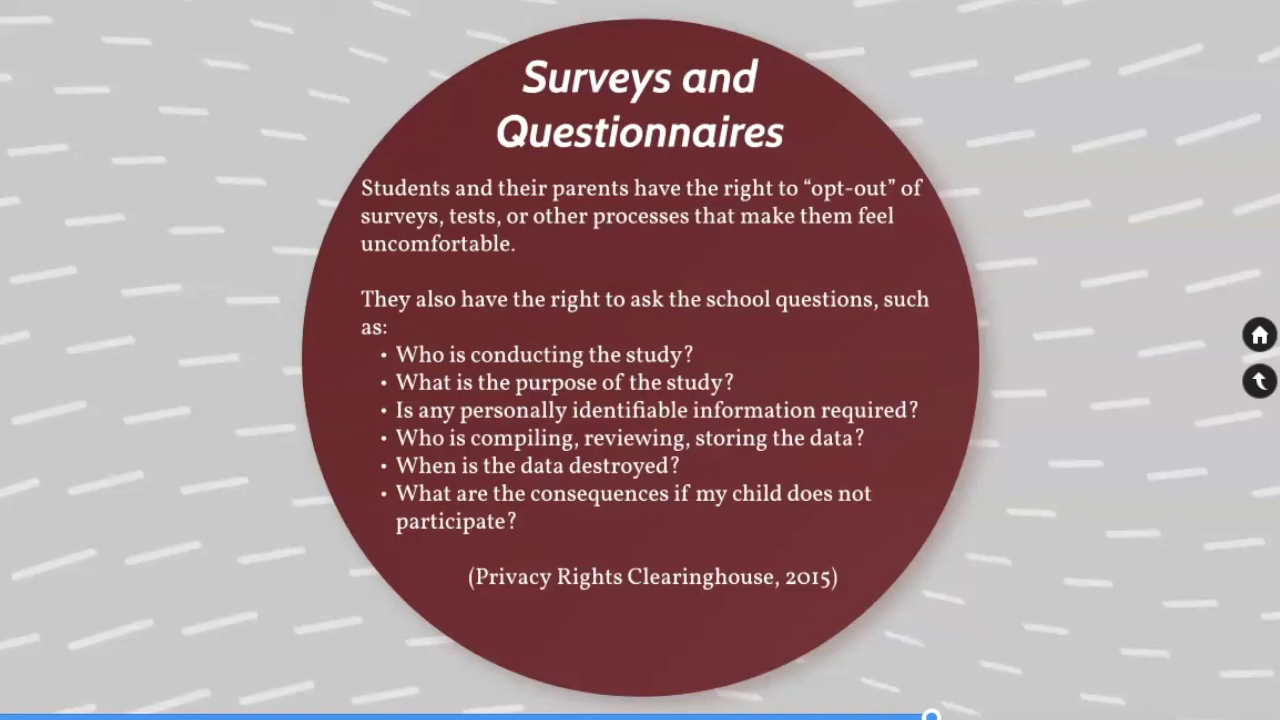 Surveys and
Questionnaires
Students and their parents have the right to “opt-out” of
surveys, tests, or other processes that make them feel
uncomfortable.
They also have the right to ask the school questions, such
as:
• Who is conducting the study?
• What is the purpose of the study?
• Is any personally identifiable information required?
• Who is compiling, reviewing, storing the data?
• When is the data destroyed?
• What are the consequences if my child does not
participate?
(Privacy Rights Clearinghouse, 2015)